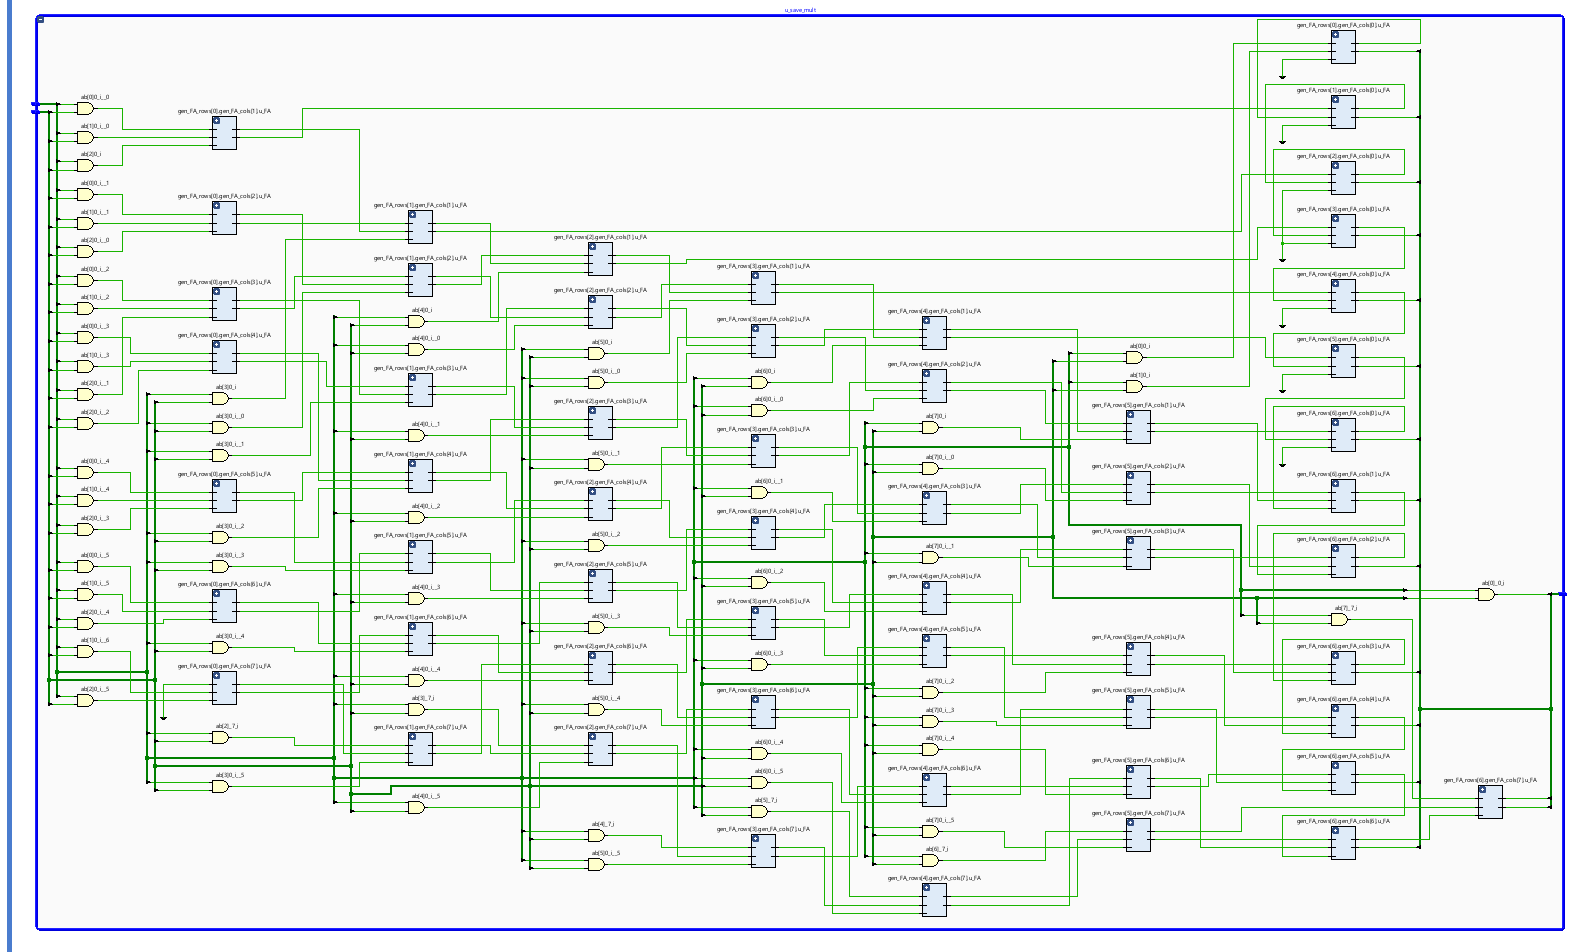 u_save_mult
ab[0]0_i__0
ab[1]0_i__0
ab[2]0_i
ab[0]0_i__1
ab[1]0_i__1
ab[2]0_i__0
ab[0]0_i__2
ab[1]0_i__2
ab[0]0_i__3
ab[1]0_i__3
ab[2]0_i__1
ab[2]0_i__2
ab[0]0_i__4
ab[1]0_i__4
ab[2]0_i__3
ab[0]0_i__5
ab[1]0_i__5
ab[2]0_i__4
ab[1]0_i__6
ab[2]0_i__5
gen_FA_rows[0].gen_FA_cols[1].u_FA
gen_FA_rows[0].gen_FA_cols[2].u_FA
gen_FA_rows[0].gen_FA_cols[3].u_FA
gen_FA_rows[0].gen_FA_cols[4].u_FA
ab[3]0_i
ab[3]0_i__0
ab[3]0_i__1
gen_FA_rows[0].gen_FA_cols[5].u_FA
ab[3]0_i__2
ab[3]0_i__3
gen_FA_rows[0].gen_FA_cols[6].u_FA
ab[3]0_i__4
gen_FA_rows[0].gen_FA_cols[7].u_FA
ab[2]_7_i
ab[3]0_i__5
gen_FA_rows[1].gen_FA_cols[1].u_FA
gen_FA_rows[1].gen_FA_cols[2].u_FA
ab[4]0_i
ab[4]0_i__0
gen_FA_rows[1].gen_FA_cols[3].u_FA
ab[4]0_i__1
gen_FA_rows[1].gen_FA_cols[4].u_FA
ab[4]0_i__2
gen_FA_rows[1].gen_FA_cols[5].u_FA
ab[4]0_i__3
gen_FA_rows[1].gen_FA_cols[6].u_FA
ab[4]0_i__4
ab[3]_7_i
gen_FA_rows[1].gen_FA_cols[7].u_FA
ab[4]0_i__5
gen_FA_rows[2].gen_FA_cols[1].u_FA
gen_FA_rows[2].gen_FA_cols[2].u_FA
ab[5]0_i
ab[5]0_i__0
gen_FA_rows[2].gen_FA_cols[3].u_FA
ab[5]0_i__1
gen_FA_rows[2].gen_FA_cols[4].u_FA
ab[5]0_i__2
gen_FA_rows[2].gen_FA_cols[5].u_FA
ab[5]0_i__3
gen_FA_rows[2].gen_FA_cols[6].u_FA
ab[5]0_i__4
gen_FA_rows[2].gen_FA_cols[7].u_FA
ab[4]_7_i
ab[5]0_i__5
gen_FA_rows[3].gen_FA_cols[1].u_FA
gen_FA_rows[3].gen_FA_cols[2].u_FA
ab[6]0_i
ab[6]0_i__0
gen_FA_rows[3].gen_FA_cols[3].u_FA
ab[6]0_i__1
gen_FA_rows[3].gen_FA_cols[4].u_FA
ab[6]0_i__2
gen_FA_rows[3].gen_FA_cols[5].u_FA
ab[6]0_i__3
gen_FA_rows[3].gen_FA_cols[6].u_FA
ab[6]0_i__4
ab[6]0_i__5
ab[5]_7_i
gen_FA_rows[3].gen_FA_cols[7].u_FA
gen_FA_rows[4].gen_FA_cols[1].u_FA
gen_FA_rows[4].gen_FA_cols[2].u_FA
ab[7]0_i
ab[7]0_i__0
gen_FA_rows[4].gen_FA_cols[3].u_FA
ab[7]0_i__1
gen_FA_rows[4].gen_FA_cols[4].u_FA
gen_FA_rows[4].gen_FA_cols[5].u_FA
ab[7]0_i__2
ab[7]0_i__3
ab[7]0_i__4
gen_FA_rows[4].gen_FA_cols[6].u_FA
ab[7]0_i__5
ab[6]_7_i
gen_FA_rows[4].gen_FA_cols[7].u_FA
ab[0]0_i
ab[1]0_i
gen_FA_rows[5].gen_FA_cols[1].u_FA
gen_FA_rows[5].gen_FA_cols[2].u_FA
gen_FA_rows[5].gen_FA_cols[3].u_FA
gen_FA_rows[5].gen_FA_cols[4].u_FA
gen_FA_rows[5].gen_FA_cols[5].u_FA
gen_FA_rows[5].gen_FA_cols[6].u_FA
gen_FA_rows[5].gen_FA_cols[7].u_FA
gen_FA_rows[0].gen_FA_cols[0].u_FA
gen_FA_rows[1].gen_FA_cols[0].u_FA
gen_FA_rows[2].gen_FA_cols[0].u_FA
gen_FA_rows[3].gen_FA_cols[0].u_FA
gen_FA_rows[4].gen_FA_cols[0].u_FA
gen_FA_rows[5].gen_FA_cols[0].u_FA
gen_FA_rows[6].gen_FA_cols[0].u_FA
gen_FA_rows[6].gen_FA_cols[1].u_FA
gen_FA_rows[6].gen_FA_cols[2].u_FA
ab[7]_7_i
gen_FA_rows[6].gen_FA_cols[3].u_FA
gen_FA_rows[6].gen_FA_cols[4].u_FA
gen_FA_rows[6].gen_FA_cols[5].u_FA
gen_FA_rows[6].gen_FA_cols[6].u_FA
ab[0]_0_i
gen_FA_rows[6].gen_FA_cols[7].u_FA